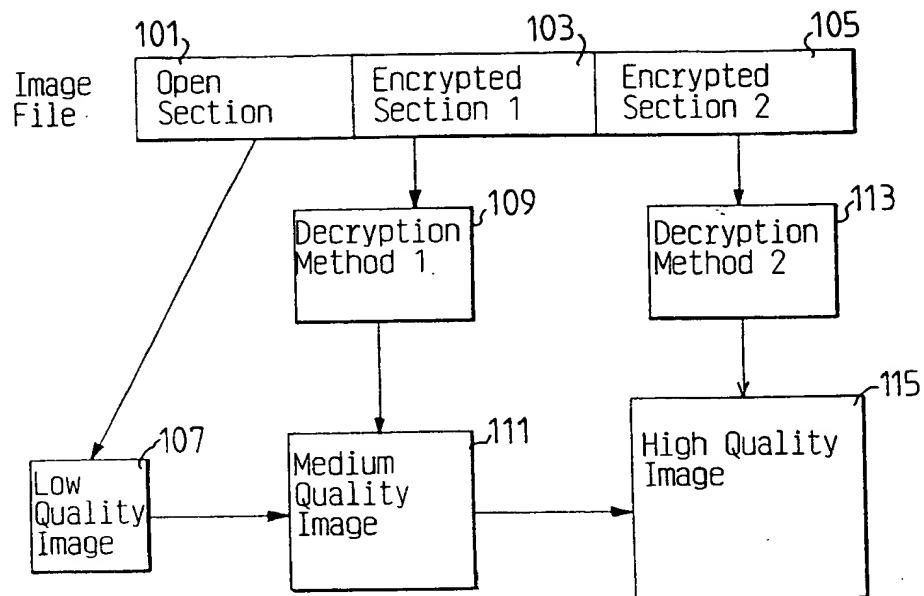 101
103
105
Image
File
Open
Section
Encrypted
Section 1
Encrypted
Section 2
109
Decryption
Method 1
113
Decryption
Method 2
107
Low
Quality
Image
111
Medium
Quality
Image
115
High Quality
Image